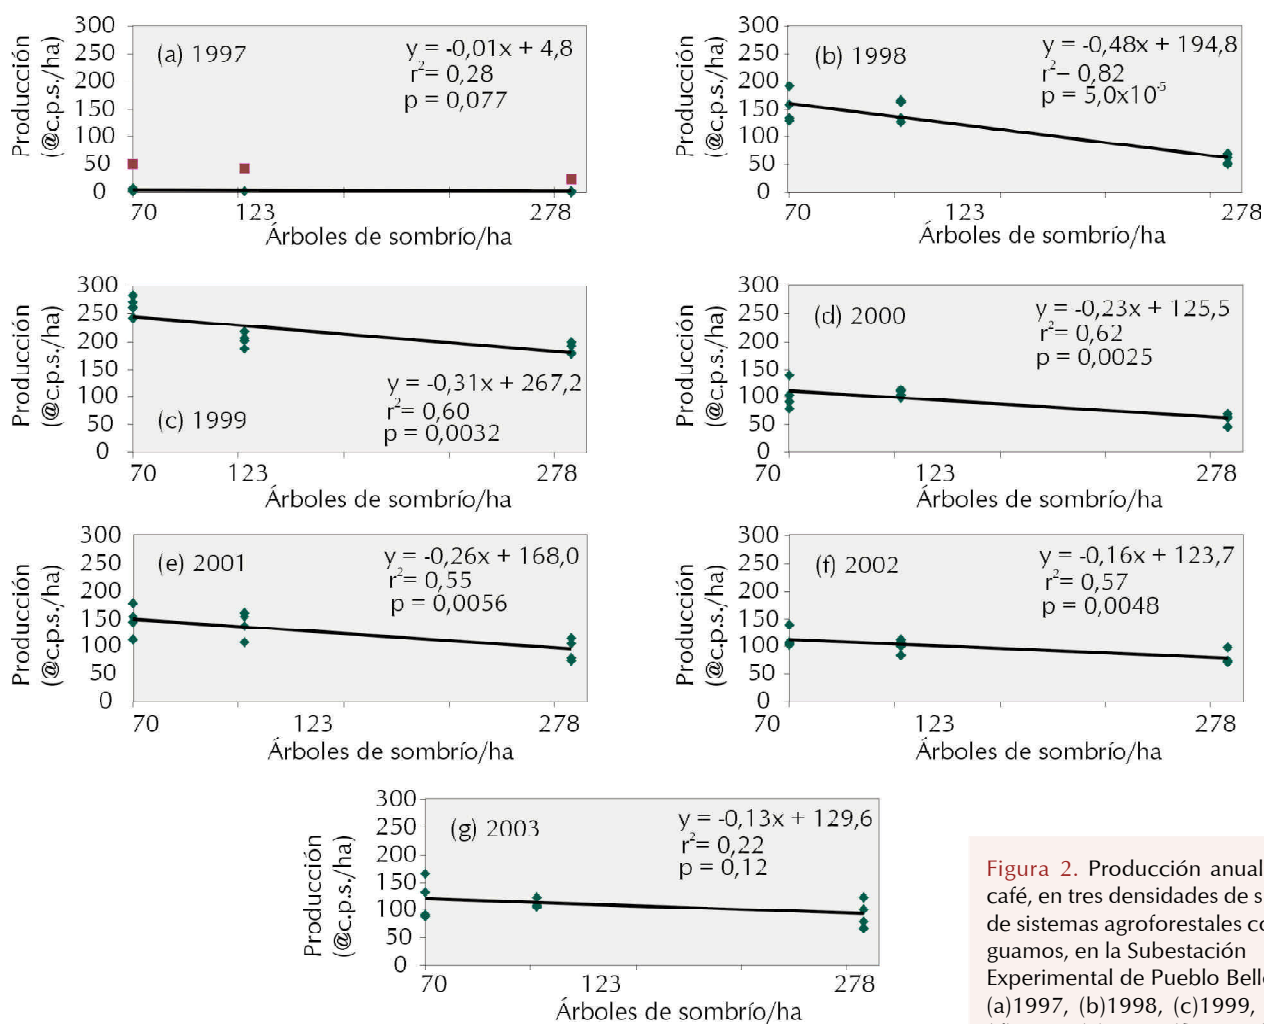 Producción
(@c.p.s./ha)
300
250
200
150
100
50
0
(a) 1997
y = -0,01x + 4,8
r²= 0,28
p = 0,077
70 123 278
Árboles de sombrío/ha
Producción
(@c.p.s./ha)
300
250
200
150
100
50
0
(b) 1998
y = -0,48x + 194,8
r²– 0,82
p = 5,0x10⁻⁵
70 123 278
Árboles de sombrío/ha
Producción
(@c.p.s./ha)
300
250
200
150
100
50
0
y = -0,31x + 267,2
r²= 0,60
p = 0,0032
(c) 1999
70 123 278
Árboles de sombrío/ha
Producción
(@c.p.s./ha)
300
250
200
150
100
50
0
(d) 2000
y = -0,23x + 125,5
r²= 0,62
p = 0,0025
70 123 278
Árboles de sombrío/ha
Producción
(@c.p.s./ha)
300
250
200
150
100
50
0
(e) 2001
y = -0,26x + 168,0
r²= 0,55
p = 0,0056
70 123 278
Árboles de sombrío/ha
Producción
(@c.p.s./ha)
300
250
200
150
100
50
0
(f) 2002
y = -0,16x + 123,7
r²= 0,57
p = 0,0048
70 123 278
Árboles de sombrío/ha
Producción
(@c.p.s./ha)
300
250
200
150
100
50
0
(g) 2003
y = -0,13x + 129,6
r²= 0,22
p = 0,12
70 123 278
Árboles de sombrío/ha
Figura 2. Producción anual
café, en tres densidades de s
de sistemas agroforestales co
guamos, en la Subestación
Experimental de Pueblo Bello
(a)1997, (b)1998, (c)1999,